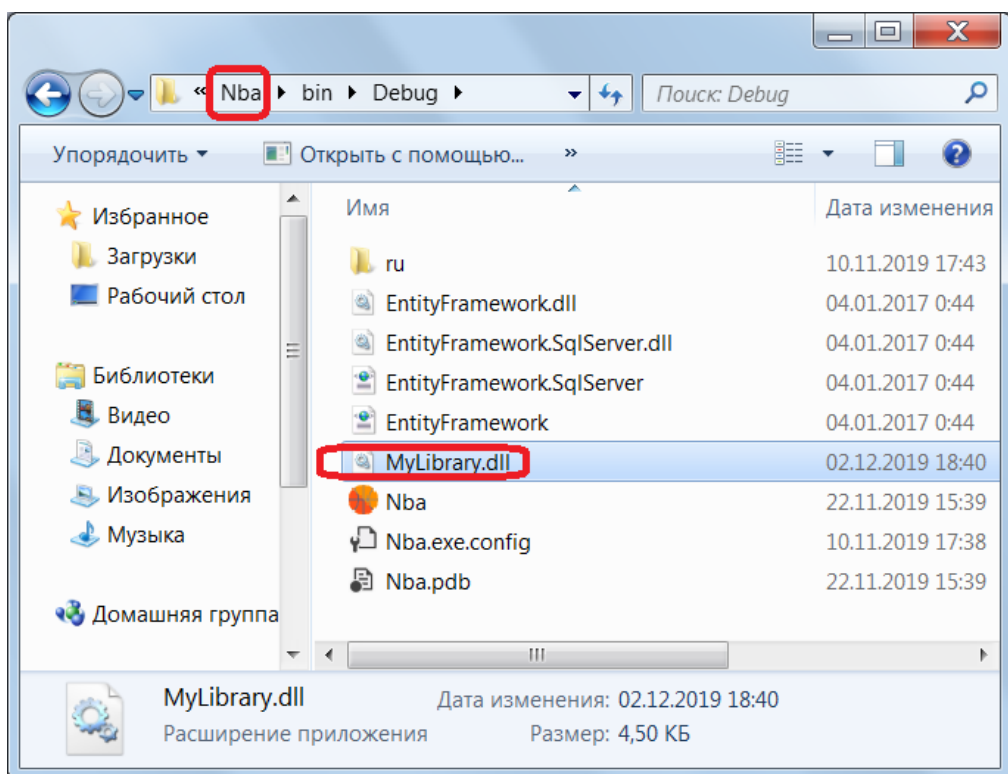 « Nba bin Debug
Поиск: Debug
Упорядочить
Открыть с помощью...
»
Имя
Дата изменения
Избранное
Загрузки
Рабочий стол
Библиотеки
Видео
Документы
Изображения
Музыка
Домашняя группа
ru 10.11.2019 17:43
EntityFramework.dll 04.01.2017 0:44
EntityFramework.SqlServer.dll 04.01.2017 0:44
EntityFramework.SqlServer 04.01.2017 0:44
EntityFramework 04.01.2017 0:44
MyLibrary.dll 02.12.2019 18:40
Nba 22.11.2019 15:39
Nba.exe.config 10.11.2019 17:38
Nba.pdb 22.11.2019 15:39
MyLibrary.dll Дата изменения: 02.12.2019 18:40
Расширение приложения Размер: 4,50 КБ